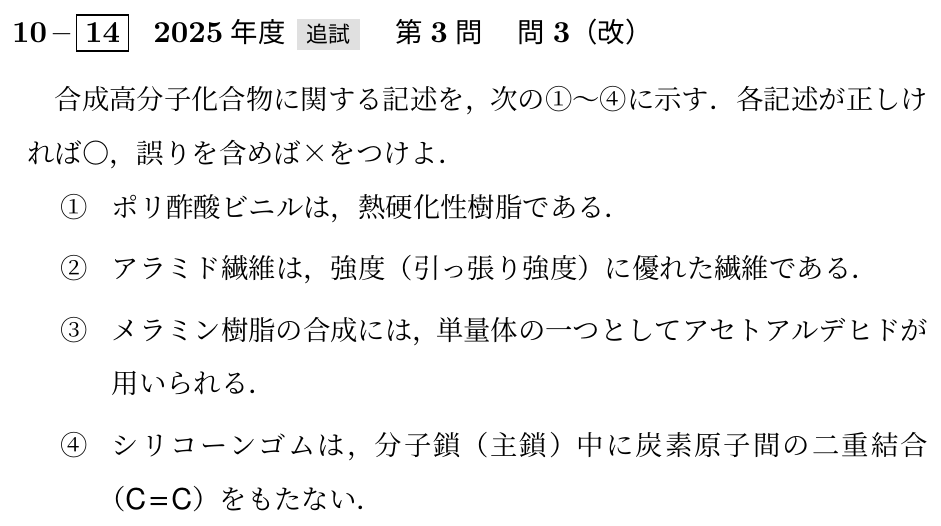 10－14 2025 年度 追試 第 3 問 問 3（改）
合成高分子化合物に関する記述を，次の①～④に示す．各記述が正しけ
れば○，誤りを含めば×をつけよ．
① ポリ酢酸ビニルは，熱硬化性樹脂である．
② アラミド繊維は，強度（引っ張り強度）に優れた繊維である．
③ メラミン樹脂の合成には，単量体の一つとしてアセトアルデヒドが
用いられる．
④ シリコーンゴムは，分子鎖（主鎖）中に炭素原子間の二重結合
（C＝C）をもたない．